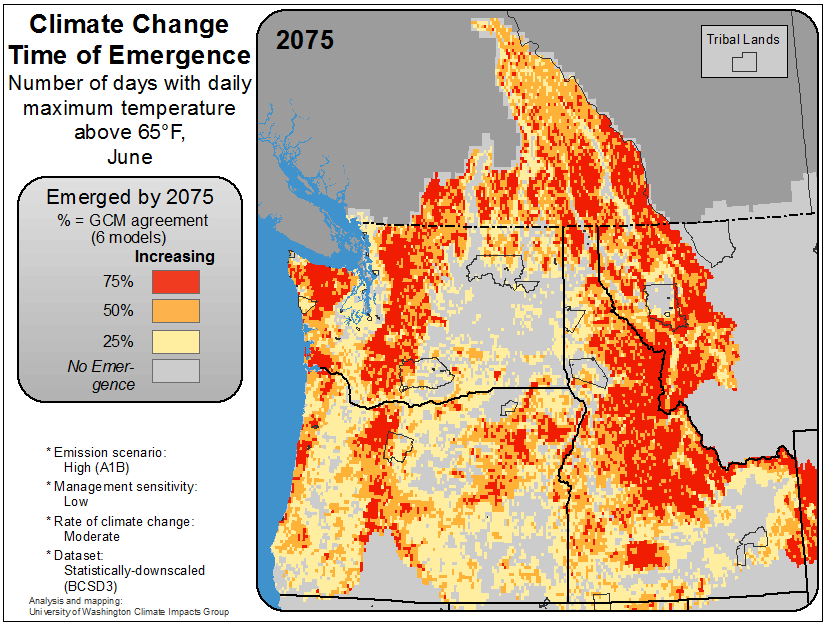 Climate Change
Time of Emergence
Number of days with daily
maximum temperature
above 65°F,
June
Emerged by 2075
% = GCM agreement
(6 models)
Increasing
75%
50%
25%
No Emer-
gence
* Emission scenario:
High (A1B)
* Management sensitivity:
Low
* Rate of climate change:
Moderate
* Dataset:
Statistically-downscaled
(BCSD3)
Analysis and mapping:
University of Washington Climate Impacts Group
2075
Tribal Lands